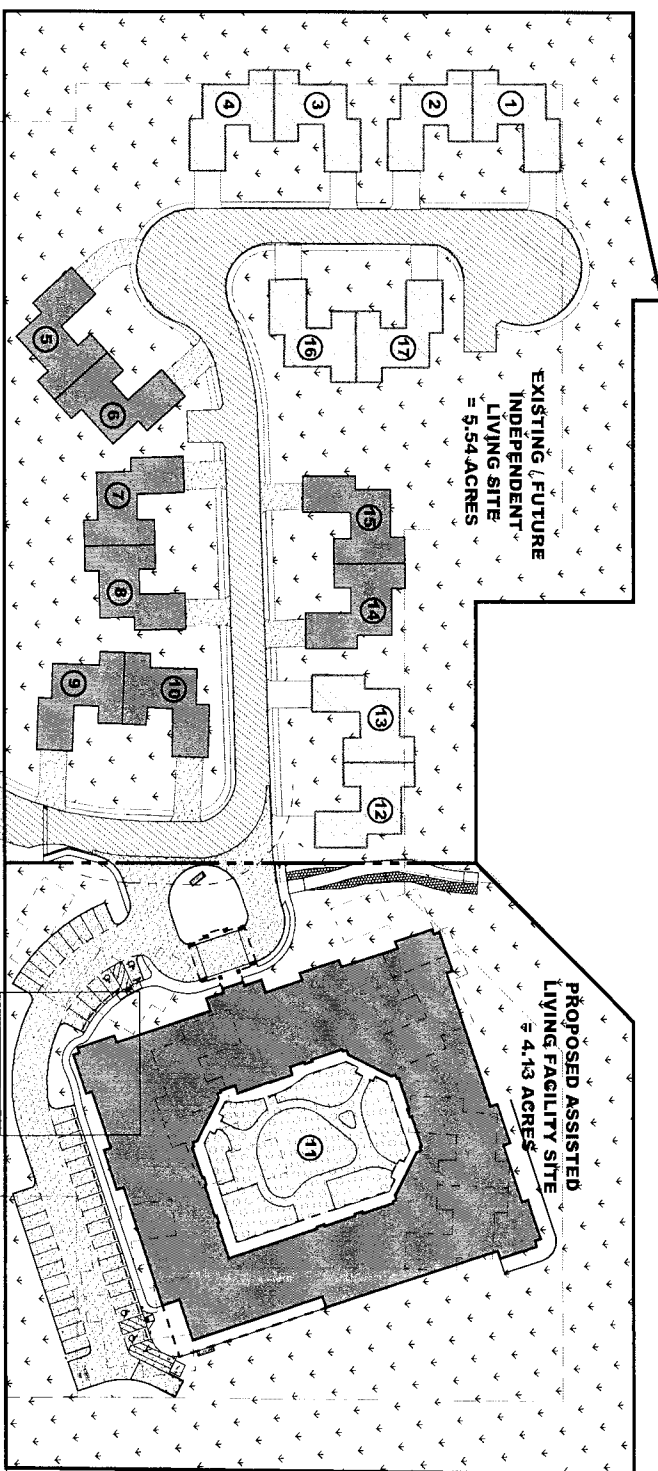 1
2
3
4
17
16
EXISTING / FUTURE
INDEPENDENT
LIVING SITE
= 5.54 ACRES
5
6
7
8
15
14
9
10
13
12
PROPOSED ASSISTED
LIVING FACILITY SITE
= 4.13 ACRES
11